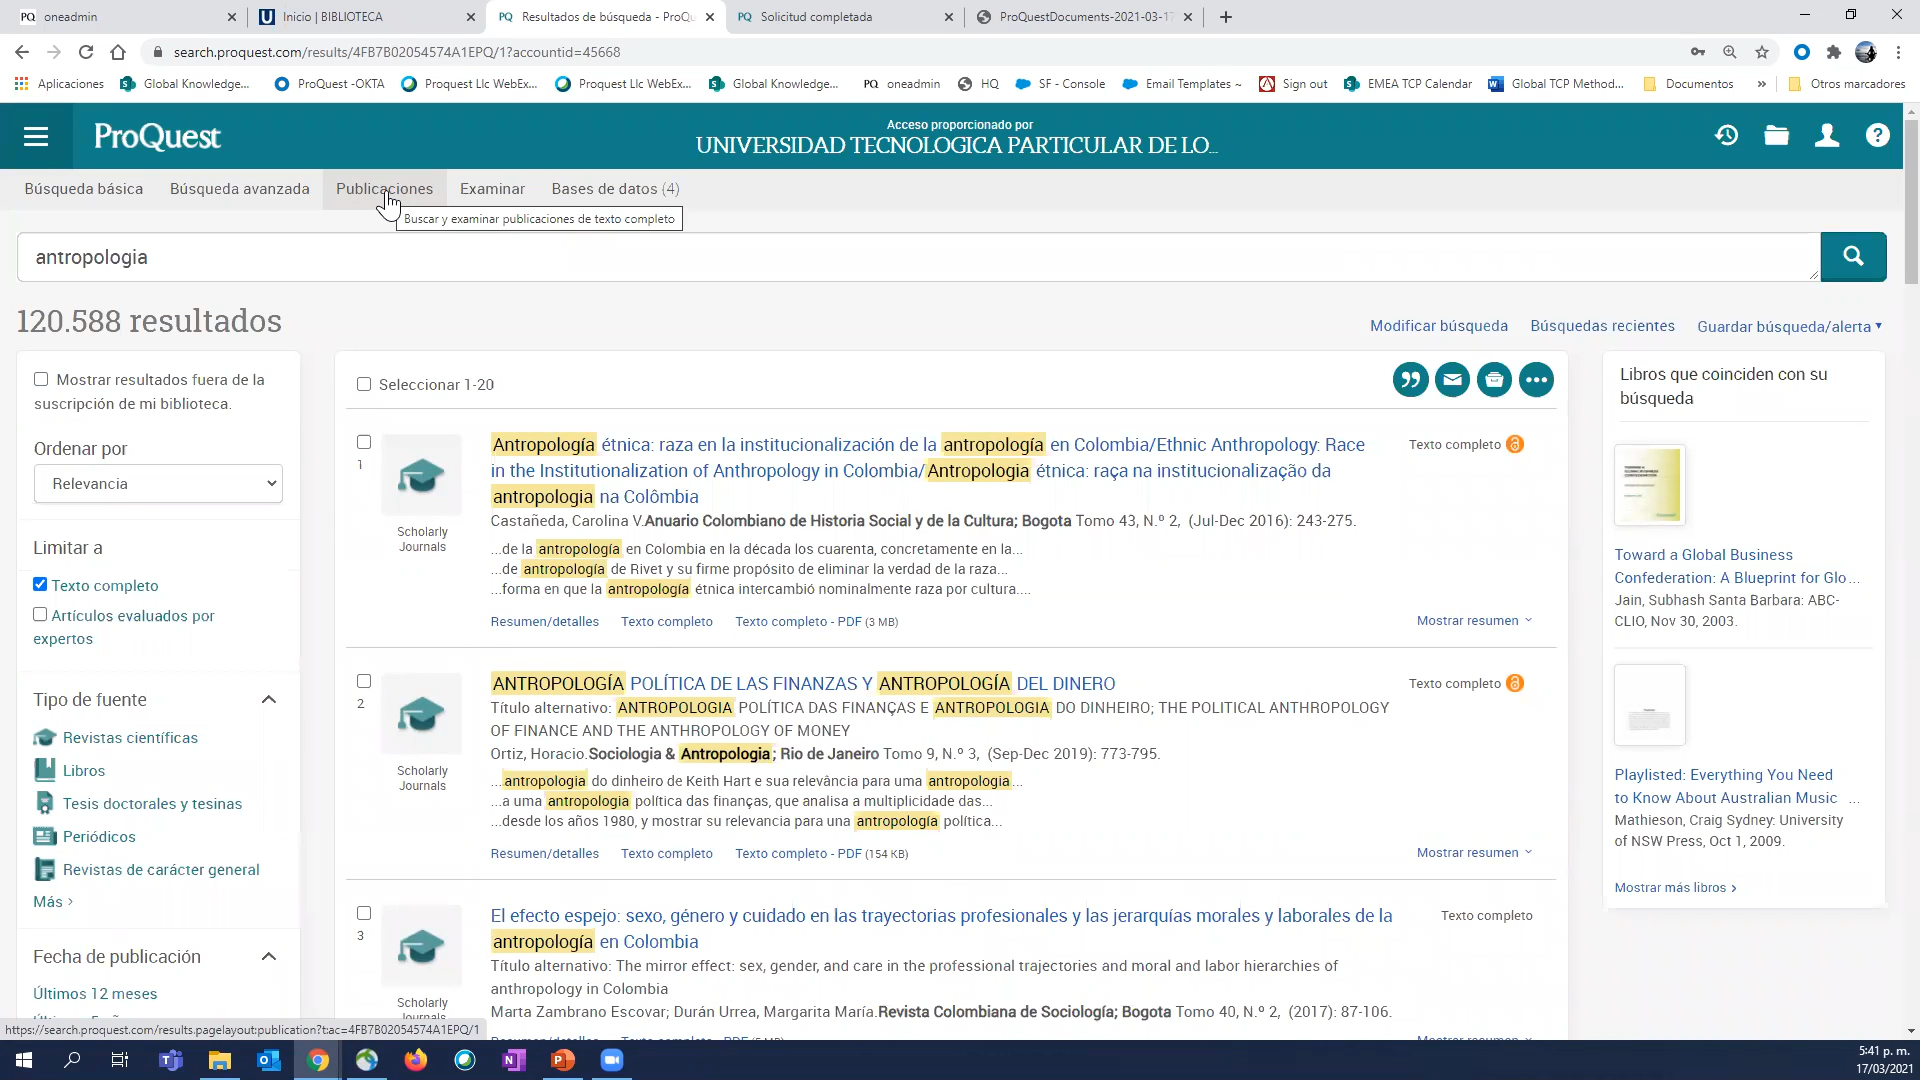 oneadmin
Inicio | BIBLIOTECA
Resultados de búsqueda - ProQu
Solicitud completada
ProQuestDocuments-2021-03-17
search.proquest.com/results/4FB7B02054574A1EPQ/1?accountid=45668
Aplicaciones
Global Knowledge...
ProQuest -OKTA
Proquest Llc WebEx...
Proquest Llc WebEx...
Global Knowledge...
oneadmin
HQ
SF - Console
Email Templates ~
Sign out
EMEA TCP Calendar
Global TCP Method...
Documentos
»
Otros marcadores
ProQuest
Acceso proporcionado por
UNIVERSIDAD TECNOLOGICA PARTICULAR DE LO...
Búsqueda básica
Búsqueda avanzada
Publicaciones
Examinar
Bases de datos (4)
Buscar y examinar publicaciones de texto completo
antropologia
120.588 resultados
Modificar búsqueda
Búsquedas recientes
Guardar búsqueda/alerta
Mostrar resultados fuera de la
suscripción de mi biblioteca.
Ordenar por
Relevancia
Limitar a
Texto completo
Artículos evaluados por
expertos
Tipo de fuente
Revistas científicas
Libros
Tesis doctorales y tesinas
Periódicos
Revistas de carácter general
Más >
Fecha de publicación
Últimos 12 meses
Seleccionar 1-20
1
Scholarly
Journals
Antropología étnica: raza en la institucionalización de la antropología en Colombia/Ethnic Anthropology: Race
in the Institutionalization of Anthropology in Colombia/Antropologia étnica: raça na institucionalização da
antropologia na Colômbia
Texto completo
Castañeda, Carolina V.Anuario Colombiano de Historia Social y de la Cultura; Bogota Tomo 43, N.º 2, (Jul-Dec 2016): 243-275.
...de la antropología en Colombia en la década los cuarenta, concretamente en la...
...de antropología de Rivet y su firme propósito de eliminar la verdad de la raza...
...forma en que la antropología étnica intercambió nominalmente raza por cultura....
Resumen/detalles
Texto completo
Texto completo - PDF (3 MB)
Mostrar resumen
2
Scholarly
Journals
ANTROPOLOGÍA POLÍTICA DE LAS FINANZAS Y ANTROPOLOGÍA DEL DINERO
Texto completo
Título alternativo: ANTROPOLOGIA POLÍTICA DAS FINANÇAS E ANTROPOLOGIA DO DINHEIRO; THE POLITICAL ANTHROPOLOGY
OF FINANCE AND THE ANTHROPOLOGY OF MONEY
Ortiz, Horacio.Sociologia & Antropologia; Rio de Janeiro Tomo 9, N.º 3, (Sep-Dec 2019): 773-795.
...antropologia do dinheiro de Keith Hart e sua relevância para uma antropologia...
...a uma antropologia política das finanças, que analisa a multiplicidade das...
...desde los años 1980, y mostrar su relevancia para una antropología política...
Resumen/detalles
Texto completo
Texto completo - PDF (154 KB)
Mostrar resumen
3
Scholarly
Journals
El efecto espejo: sexo, género y cuidado en las trayectorias profesionales y las jerarquías morales y laborales de la
antropología en Colombia
Texto completo
Título alternativo: The mirror effect: sex, gender, and care in the professional trajectories and moral and labor hierarchies of
anthropology in Colombia
Marta Zambrano Escovar; Durán Urrea, Margarita María.Revista Colombiana de Sociología; Bogota Tomo 40, N.º 2, (2017): 87-106.
Libros que coinciden con su
búsqueda
Toward a Global Business
Confederation: A Blueprint for Glo...
Jain, Subhash Santa Barbara: ABC-
CLIO, Nov 30, 2003.
Playlisted: Everything You Need
to Know About Australian Music ...
Mathieson, Craig Sydney: University
of NSW Press, Oct 1, 2009.
Mostrar más libros >
https://search.proquest.com/results.pagelayout:publication?t:ac=4FB7B02054574A1EPQ/1
5:41 p. m.
17/03/2021